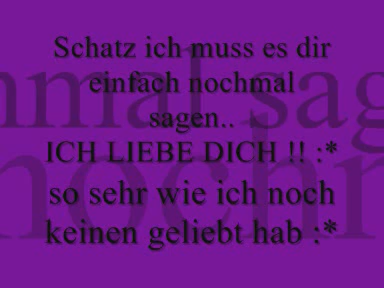 Schatz ich muss es dir
einfach nochmal
sagen..
ICH LIEBE DICH !! :*
so sehr wie ich noch
keinen geliebt hab :*